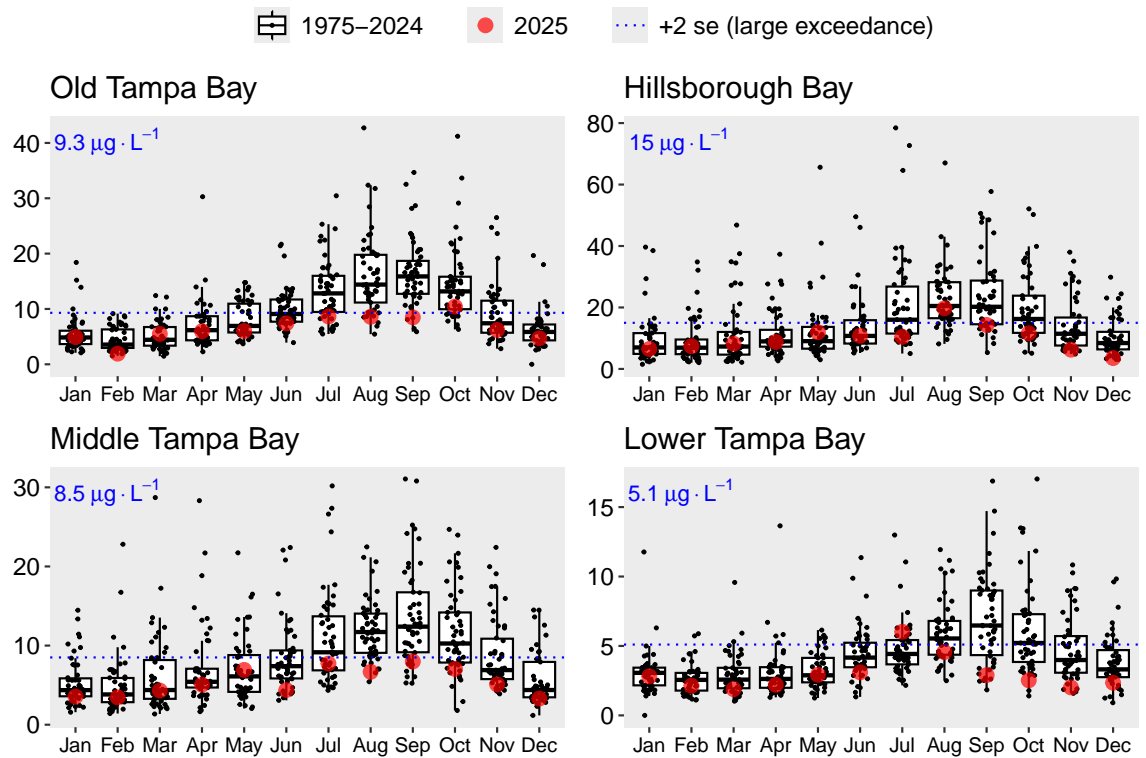 1975−2024 2025 +2 se (large exceedance)
Old Tampa Bay
9.3 μg⋅L⁻¹
40
30
20
10
0
Jan Feb Mar Apr May Jun Jul Aug Sep Oct Nov Dec
Hillsborough Bay
15 μg⋅L⁻¹
80
60
40
20
0
Jan Feb Mar Apr May Jun Jul Aug Sep Oct Nov Dec
Middle Tampa Bay
8.5 μg⋅L⁻¹
30
20
10
0
Jan Feb Mar Apr May Jun Jul Aug Sep Oct Nov Dec
Lower Tampa Bay
5.1 μg⋅L⁻¹
15
10
5
0
Jan Feb Mar Apr May Jun Jul Aug Sep Oct Nov Dec